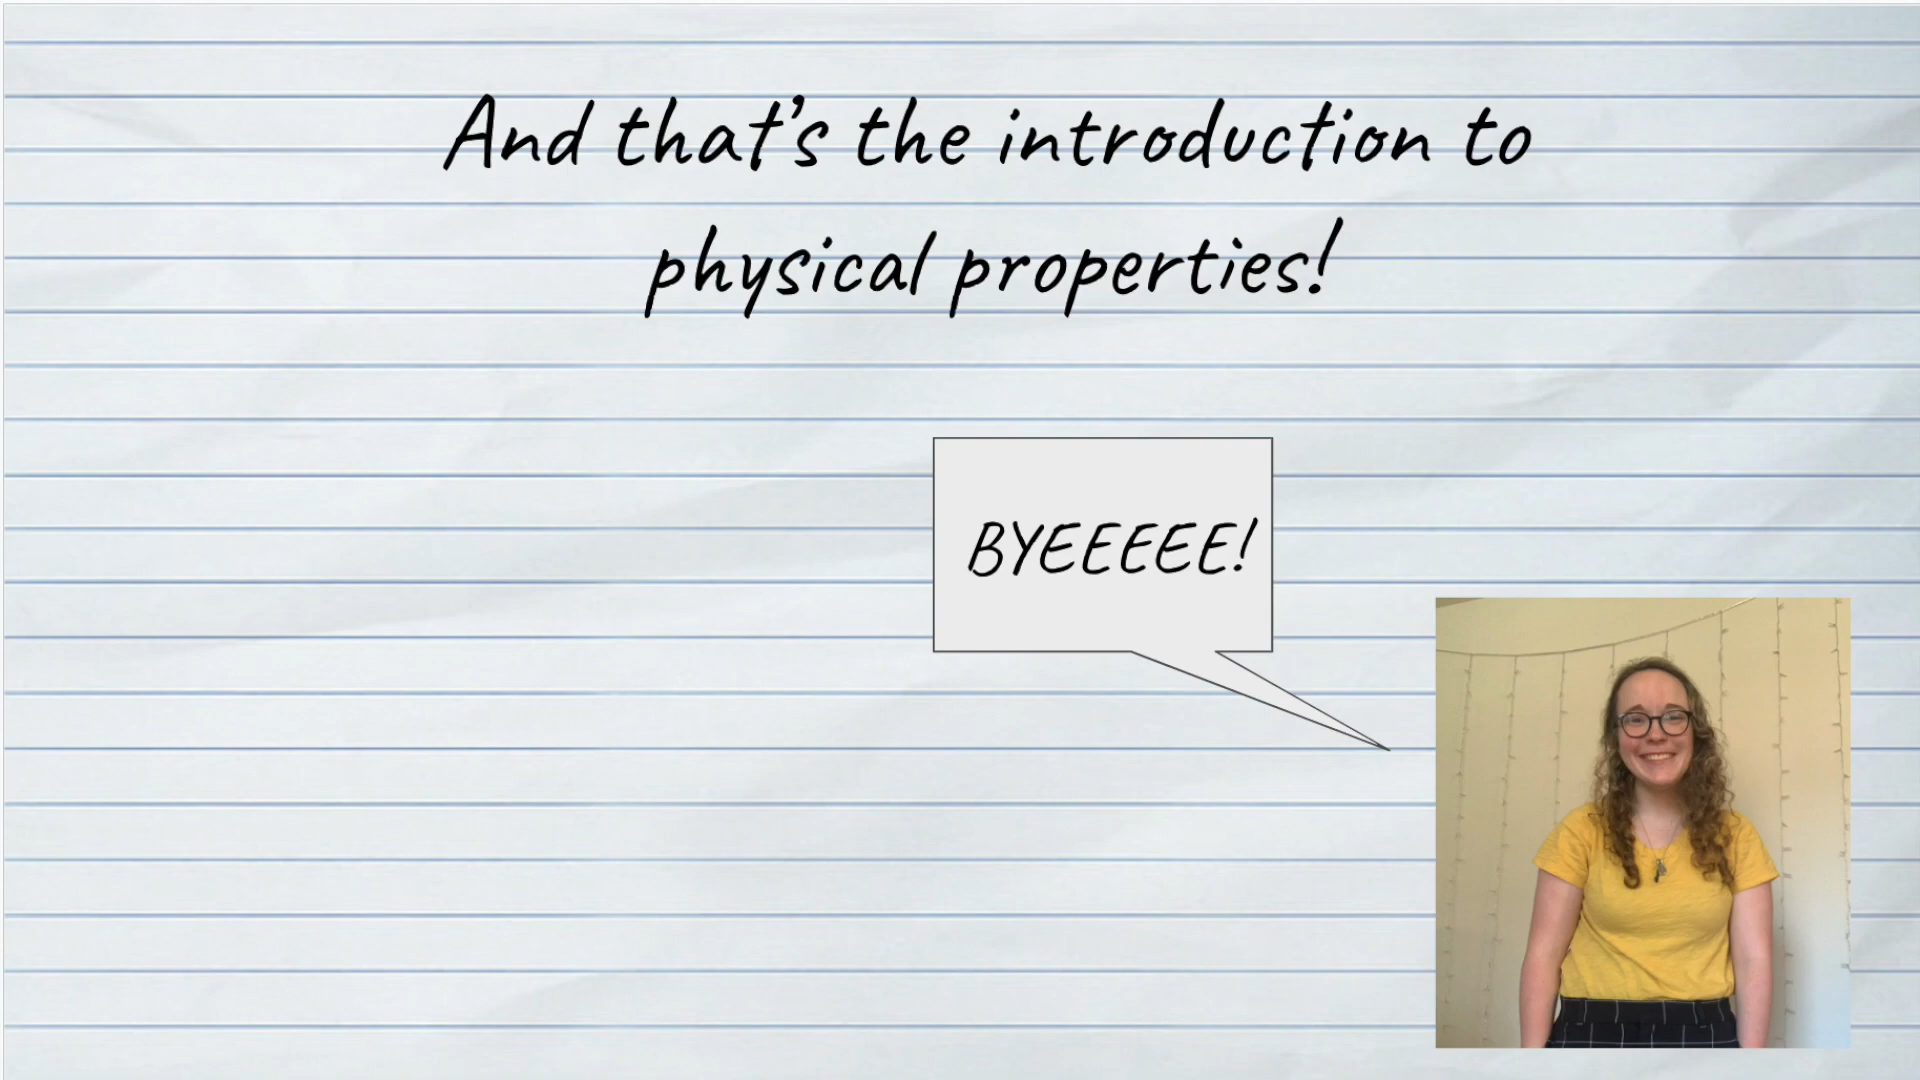 And that's the introduction to
physical properties!
BYEEEEE!